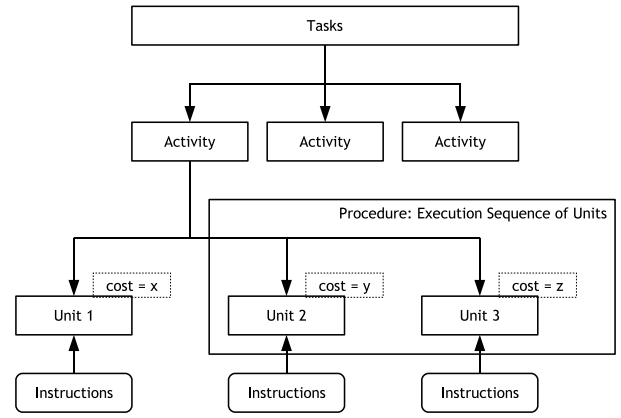 Tasks
Activity
Activity
Activity
Procedure: Execution Sequence of Units
cost = x
cost = y
cost = z
Unit 1
Unit 2
Unit 3
Instructions
Instructions
Instructions